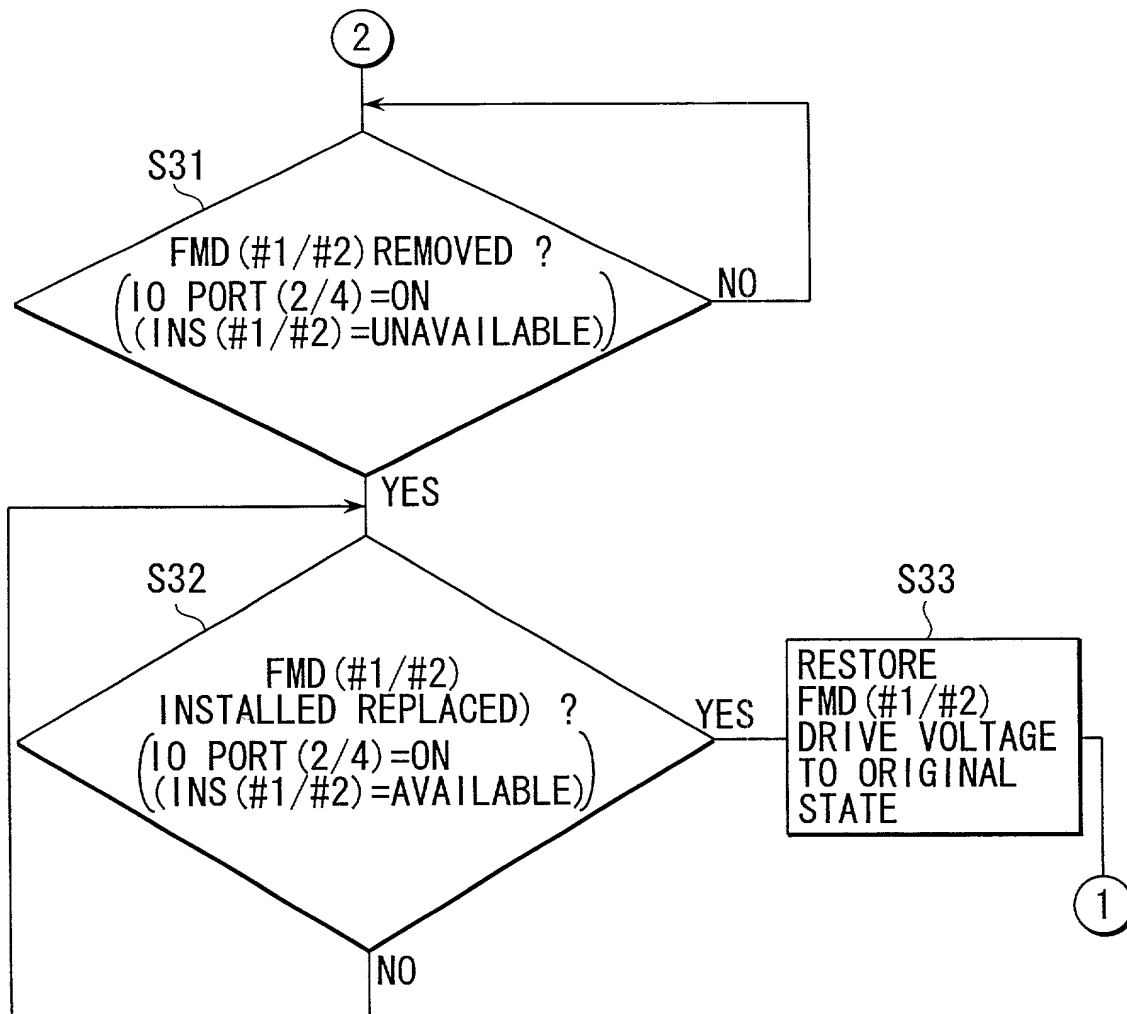 2
S31
FMD(#1/#2)REMOVED ?
(IO PORT(2/4)=ON
(INS(#1/#2)=UNAVAILABLE))
NO
YES
S32
FMD(#1/#2)
INSTALLED REPLACED) ?
(IO PORT(2/4)=ON
(INS(#1/#2)=AVAILABLE))
YES
NO
S33
RESTORE
FMD(#1/#2)
DRIVE VOLTAGE
TO ORIGINAL
STATE
1